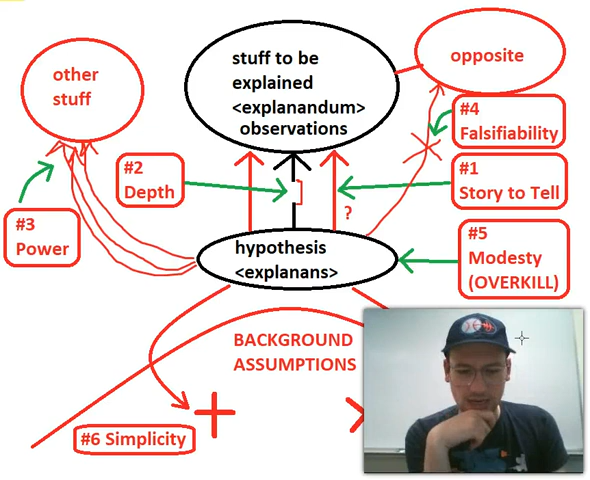 other
stuff
stuff to be
explained
<explanandum>
observations
opposite
#4
Falsifiability
#2
Depth
#1
Story to Tell
#3
Power
?
hypothesis
<explanans>
#5
Modesty
(OVERKILL)
BACKGROUND
ASSUMPTIONS
#6 Simplicity